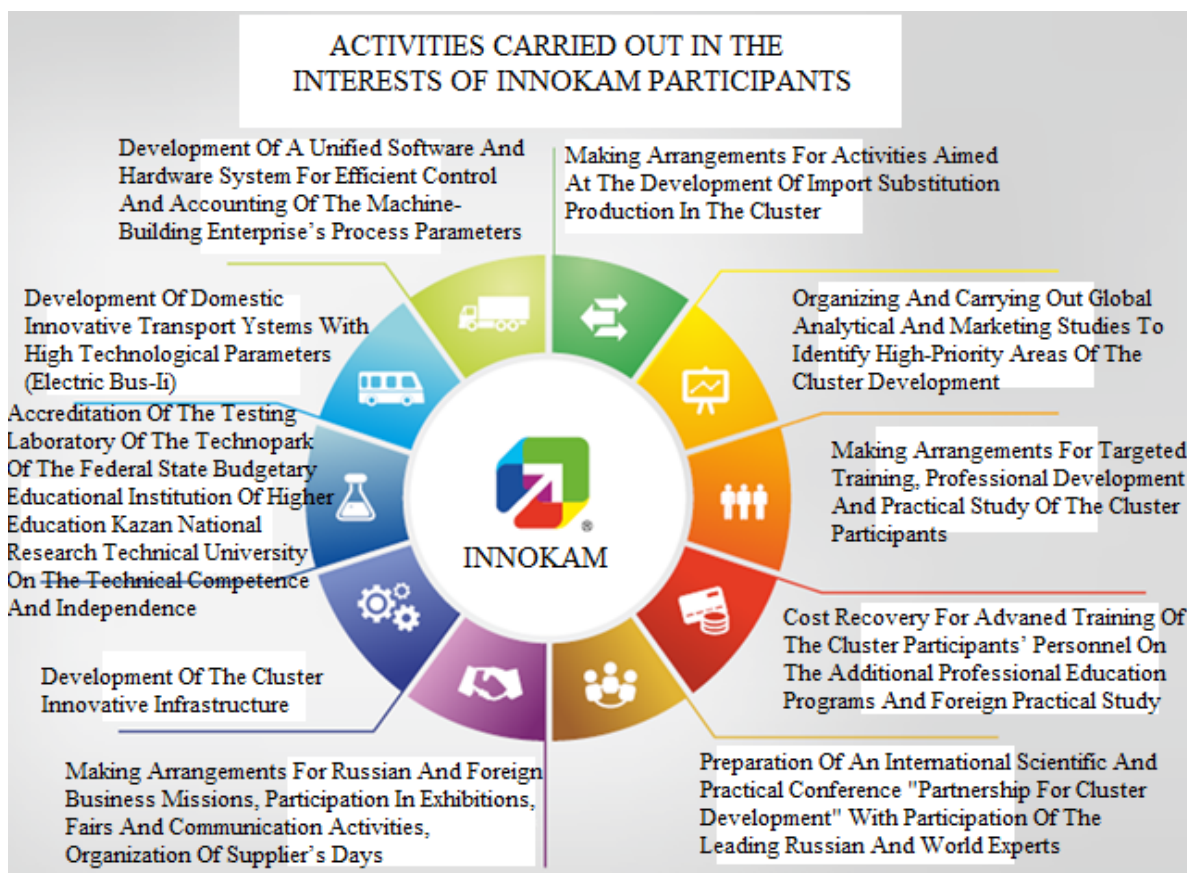 ACTIVITIES CARRIED OUT IN THE
INTERESTS OF INNOKAM PARTICIPANTS
Development Of A Unified Software And
Hardware System For Efficient Control
And Accounting Of The Machine-
Building Enterprise's Process Parameters
Making Arrangements For Activities Aimed
At The Development Of Import Substitution
Production In The Cluster
Development Of Domestic
Innovative Transport Ystems With
High Technological Parameters
(Electric Bus-Ii)
Organizing And Carrying Out Global
Analytical And Marketing Studies To
Identify High-Priority Areas Of The
Cluster Development
Accreditation Of The Testing
Laboratory Of The Technopark
Of The Federal State Budgetary
Educational Institution Of Higher
Education Kazan National
Research Technical University
On The Technical Competence
And Independence
Making Arrangements For Targeted
Training, Professional Development
And Practical Study Of The Cluster
Participants
®
INNOKAM
Cost Recovery For Advaned Training Of
The Cluster Participants' Personnel On
The Additional Professional Education
Programs And Foreign Practical Study
Development Of The Cluster
Innovative Infrastructure
Making Arrangements For Russian And Foreign
Business Missions, Participation In Exhibitions,
Fairs And Communication Activities,
Organization Of Supplier's Days
Preparation Of An International Scientific And
Practical Conference "Partnership For Cluster
Development" With Participation Of The
Leading Russian And World Experts